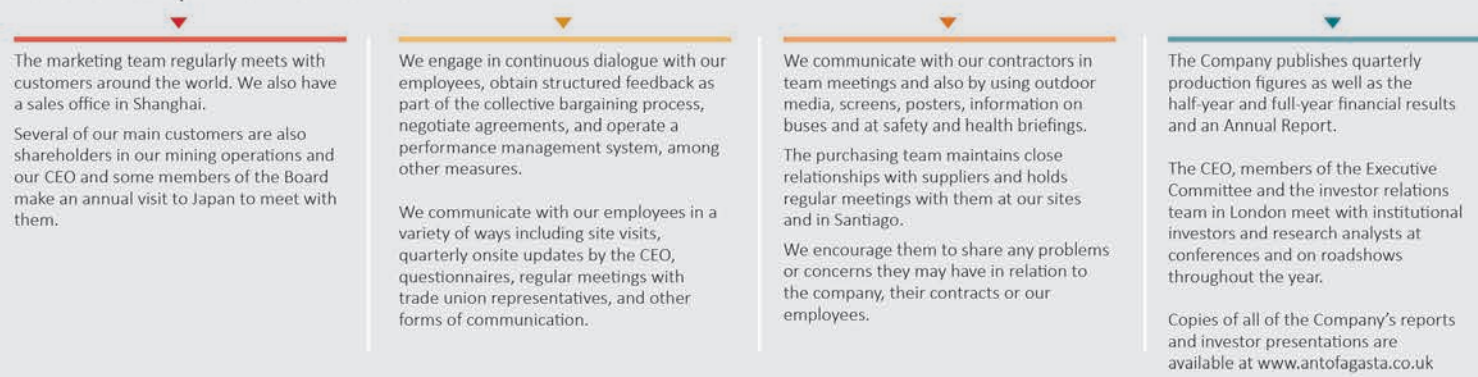 The marketing team regularly meets with
customers around the world. We also have
a sales office in Shanghai.
Several of our main customers are also
shareholders in our mining operations and
our CEO and some members of the Board
make an annual visit to Japan to meet with
them.
We engage in continuous dialogue with our
employees, obtain structured feedback as
part of the collective bargaining process,
negotiate agreements, and operate a
performance management system, among
other measures.
We communicate with our employees in a
variety of ways including site visits,
quarterly onsite updates by the CEO,
questionnaires, regular meetings with
trade union representatives, and other
forms of communication.
We communicate with our contractors in
team meetings and also by using outdoor
media, screens, posters, information on
buses and at safety and health briefings.
The purchasing team maintains close
relationships with suppliers and holds
regular meetings with them at our sites
and in Santiago.
We encourage them to share any problems
or concerns they may have in relation to
the company, their contracts or our
employees.
The Company publishes quarterly
production figures as well as the
half-year and full-year financial results
and an Annual Report.
The CEO, members of the Executive
Committee and the investor relations
team in London meet with institutional
investors and research analysts at
conferences and on roadshows
throughout the year.
Copies of all of the Company's reports
and investor presentations are
available at www.antofagasta.co.uk